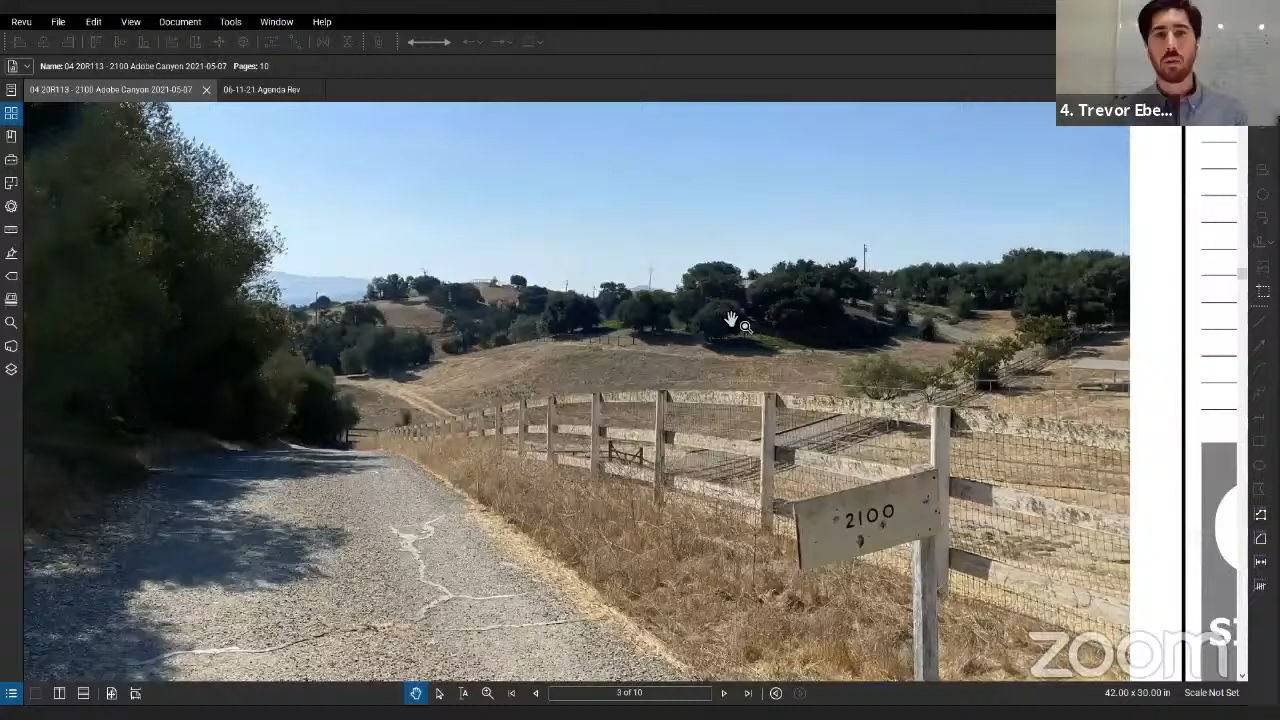 Revu File Edit View Document Tools Window Help
Name: 04 20R113 - 2100 Adobe Canyon 2021-05-07 Pages: 10
04 20R113 - 2100 Adobe Canyon 2021-05-07 06-11-21 Agenda Rev
4. Trevor Ebe...
2100
zoom
3 of 10
42.00 x 30.00 in Scale Not Set